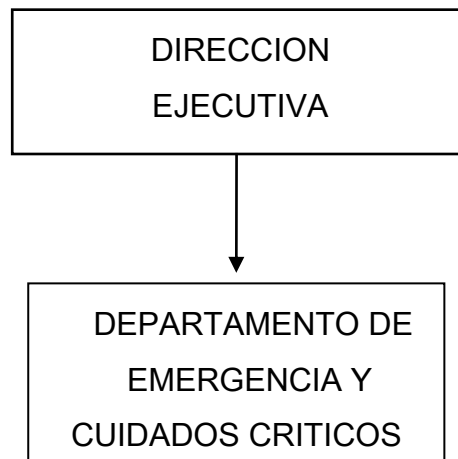 DIRECCION
EJECUTIVA
DEPARTAMENTO DE
EMERGENCIA Y
CUIDADOS CRITICOS